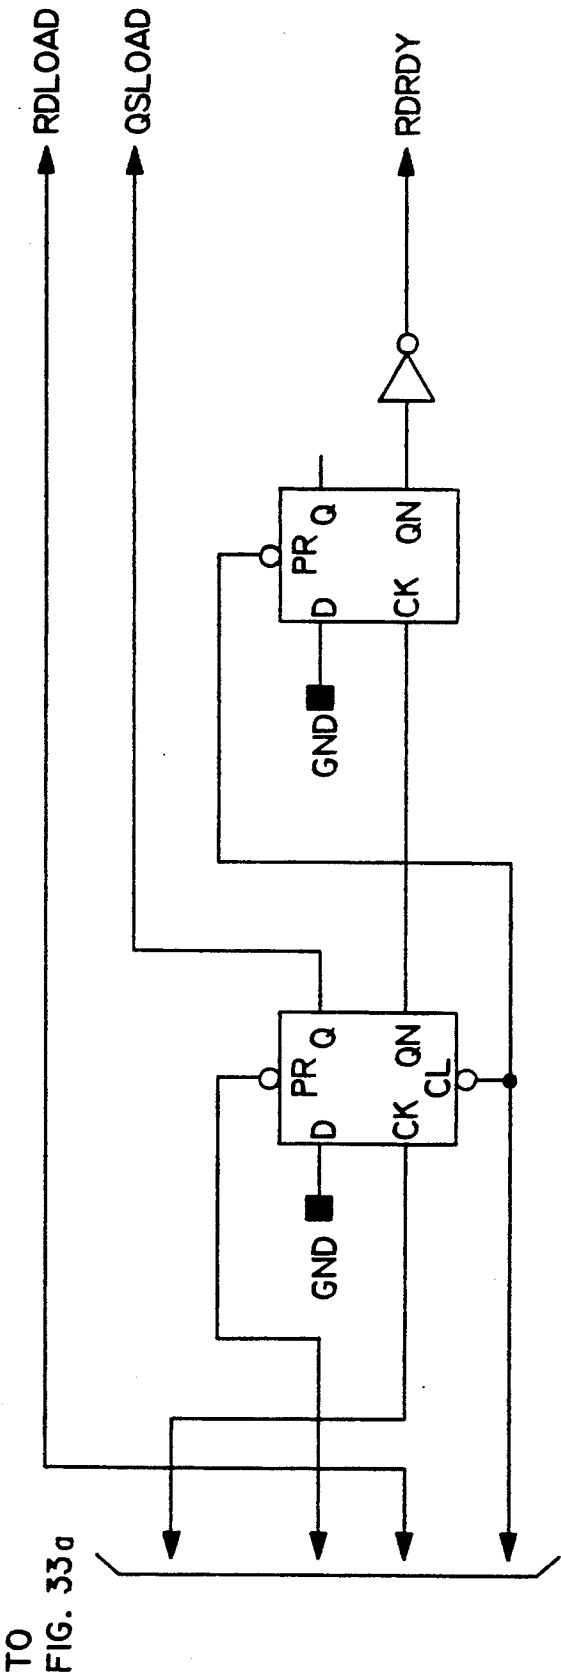 TO
FIG. 33a
RDLOAD
QSLOAD
GND
D
PR
Q
CK
QN
CL
GND
D
PR
Q
CK
QN
RDRDY